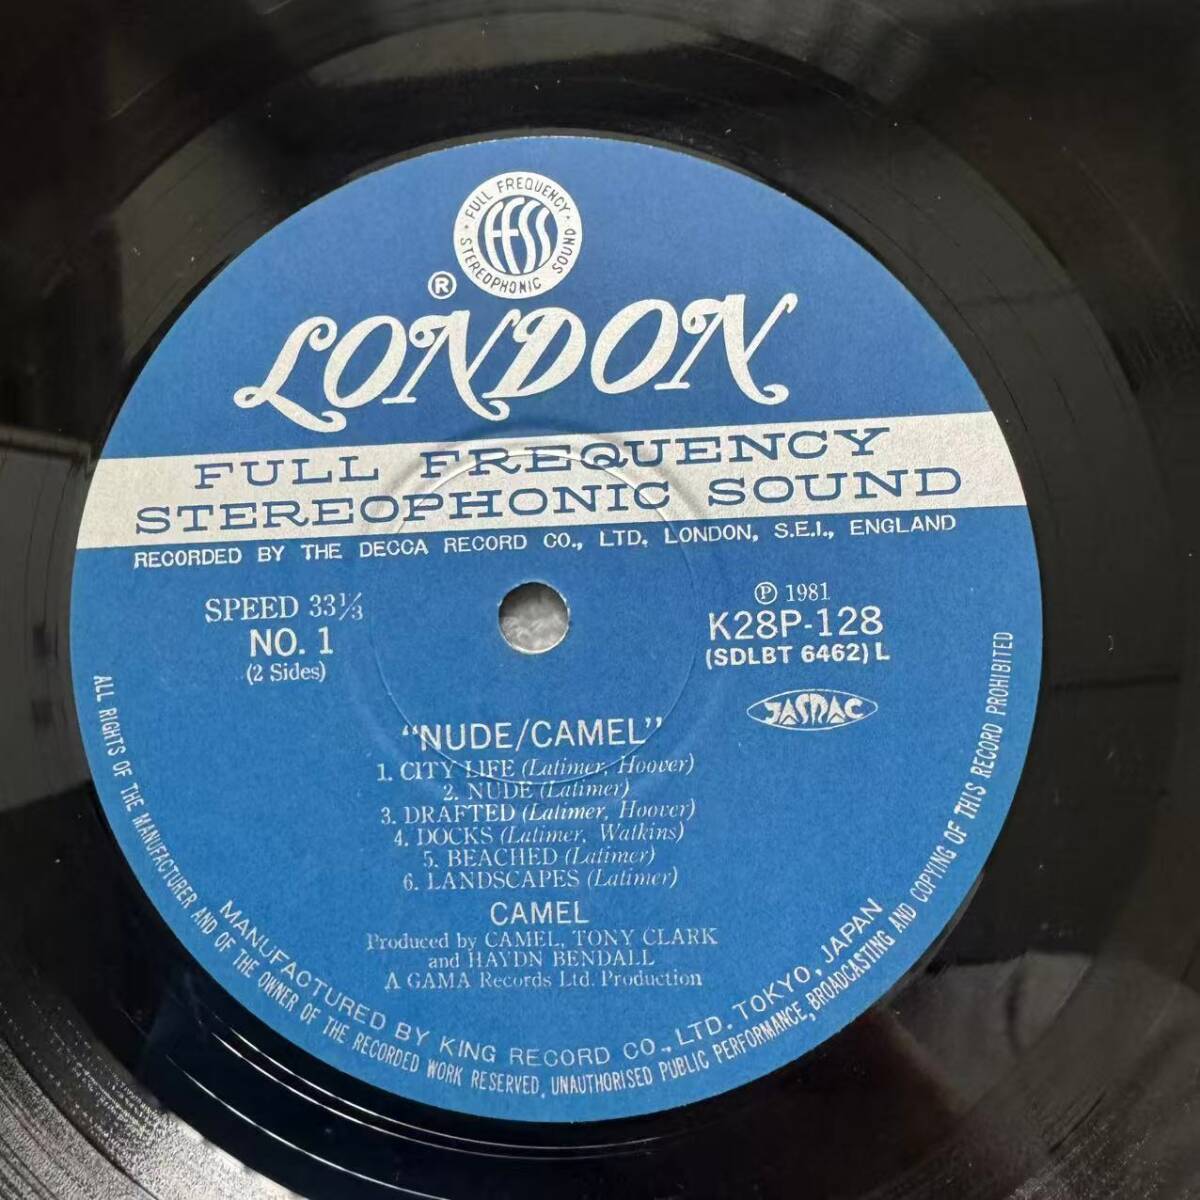 · FULL FREQUENCY · STEREOPHONIC SOUND
FFSS
®
LONDON
FULL FREQUENCY
STEREOPHONIC SOUND
RECORDED BY THE DECCA RECORD CO., LTD. LONDON, S.E.I., ENGLAND
SPEED 33⅓
NO. 1
(2 Sides)
Ⓟ 1981
K28P-128
(SDLBT 6462) L
JASRAC
"NUDE/CAMEL"
1. CITY LIFE (Latimer, Hoover)
2. NUDE (Latimer)
3. DRAFTED (Latimer, Hoover)
4. DOCKS (Latimer, Watkins)
5. BEACHED (Latimer)
6. LANDSCAPES (Latimer)
CAMEL
Produced by CAMEL, TONY CLARK
and HAYDN BENDALL
A GAMA Records Ltd. Production
MANUFACTURED BY KING RECORD CO., LTD. TOKYO, JAPAN
ALL RIGHTS OF THE MANUFACTURER AND OF THE OWNER OF THE RECORDED WORK RESERVED, UNAUTHORISED PUBLIC PERFORMANCE, BROADCASTING AND COPYING OF THIS RECORD PROHIBITED